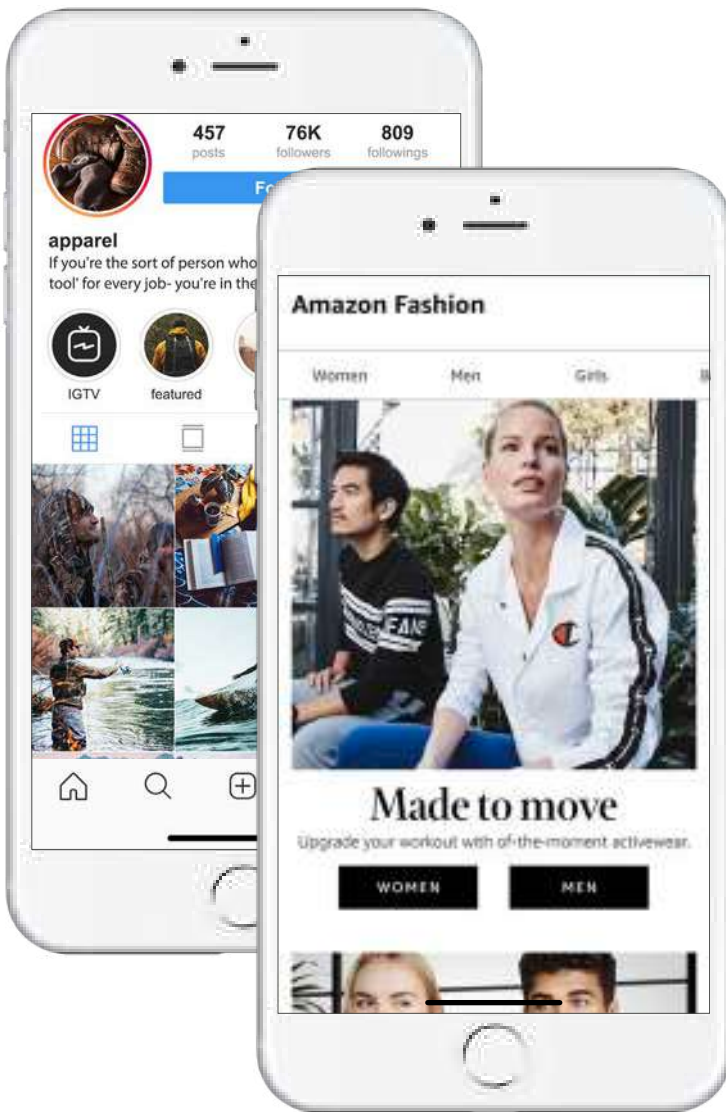 457 76K 809
posts followers followings
apparel
If you're the sort of person who
tool' for every job- you're in the
IGTV featured
Amazon Fashion
Women Men Girls
Made to move
Upgrade your workout with of-the-moment activewear.
WOMEN MEN